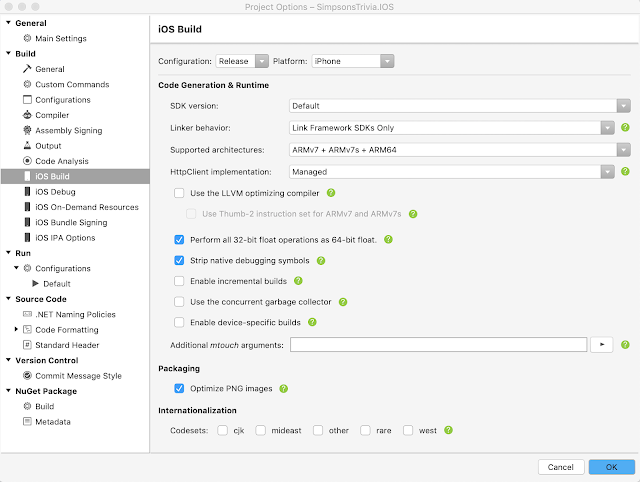 Project Options – SimpsonsTrivia.IOS
General
Main Settings
Build
General
Custom Commands
Configurations
Compiler
Assembly Signing
Output
Code Analysis
iOS Build
iOS Debug
iOS On-Demand Resources
iOS Bundle Signing
iOS IPA Options
Run
Configurations
Default
Source Code
.NET Naming Policies
Code Formatting
Standard Header
Version Control
Commit Message Style
NuGet Package
Build
Metadata
iOS Build
Configuration: Release Platform: iPhone
Code Generation & Runtime
SDK version: Default
Linker behavior: Link Framework SDKs Only ?
Supported architectures: ARMv7 + ARMv7s + ARM64
HttpClient implementation: Managed ?
Use the LLVM optimizing compiler ?
Use Thumb-2 instruction set for ARMv7 and ARMv7s ?
Perform all 32-bit float operations as 64-bit float. ?
Strip native debugging symbols ?
Enable incremental builds ?
Use the concurrent garbage collector ?
Enable device-specific builds ?
Additional mtouch arguments: ?
Packaging
Optimize PNG images ?
Internationalization
Codesets: cjk mideast other rare west ?
Cancel OK